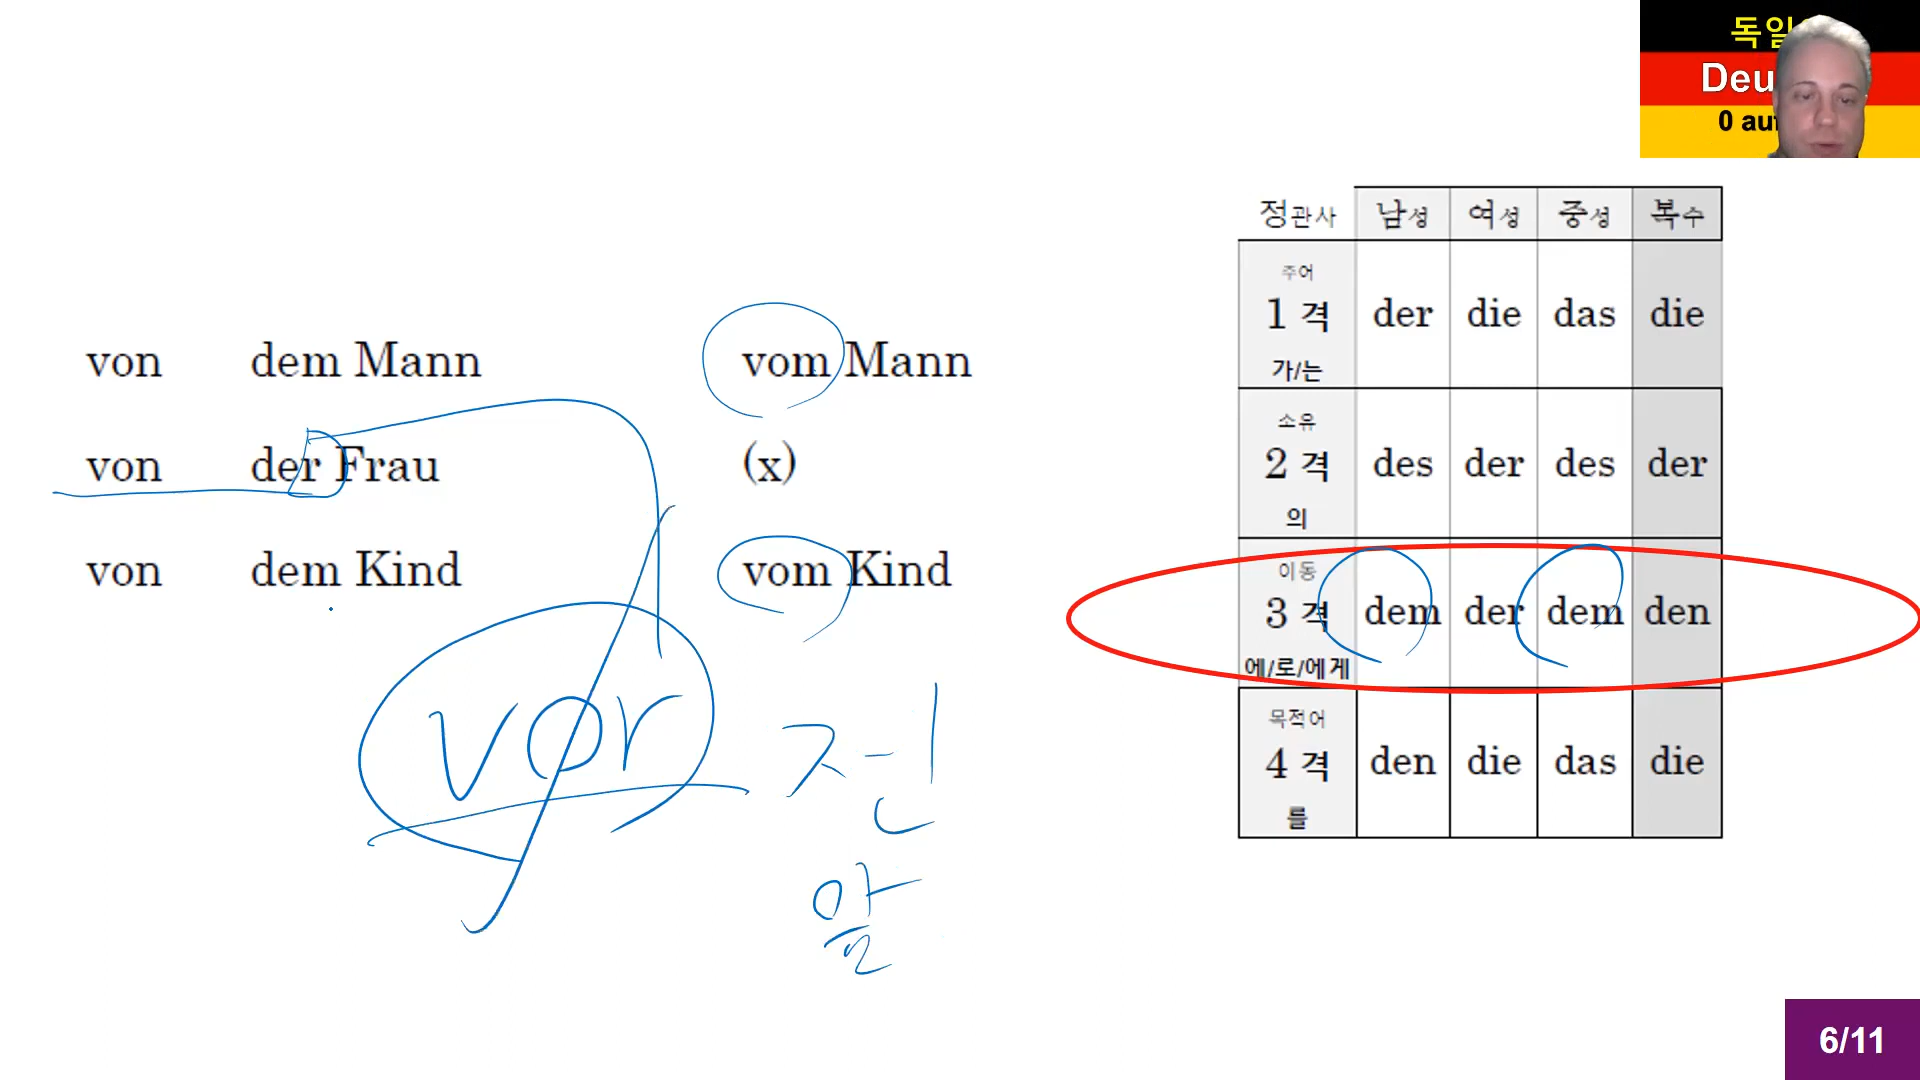 독일
Deu
0 au
von dem Mann vom Mann
von der Frau (x)
von dem Kind vom Kind
vor 전
앞
정관사 남성 여성 중성 복수
주어
1 격 der die das die
가/는
소유
2 격 des der des der
의
이동
3 격 dem der dem den
에/로/에게
목적어
4 격 den die das die
를
6/11